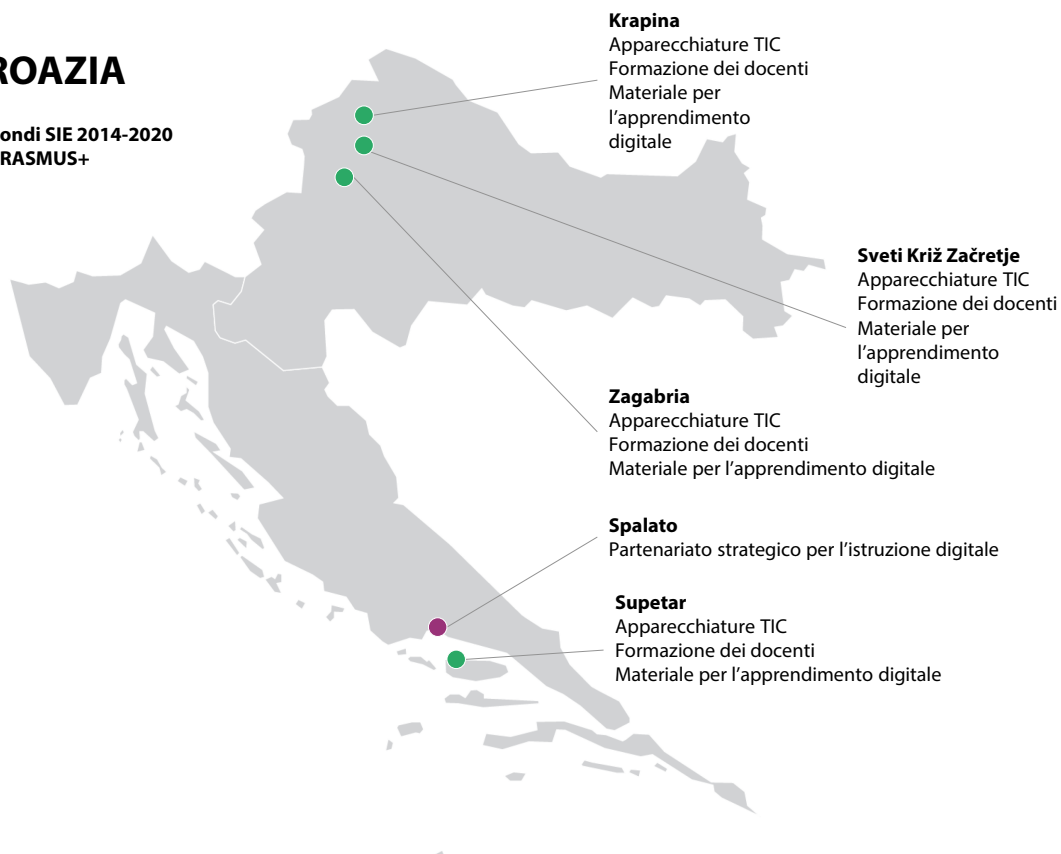 ROAZIA
ondi SIE 2014-2020
RASMUS+
Krapina
Apparecchiature TIC
Formazione dei docenti
Materiale per
l'apprendimento
digitale
Sveti Križ Začretje
Apparecchiature TIC
Formazione dei docenti
Materiale per
l'apprendimento
digitale
Zagabria
Apparecchiature TIC
Formazione dei docenti
Materiale per l'apprendimento digitale
Spalato
Partenariato strategico per l'istruzione digitale
Supetar
Apparecchiature TIC
Formazione dei docenti
Materiale per l'apprendimento digitale